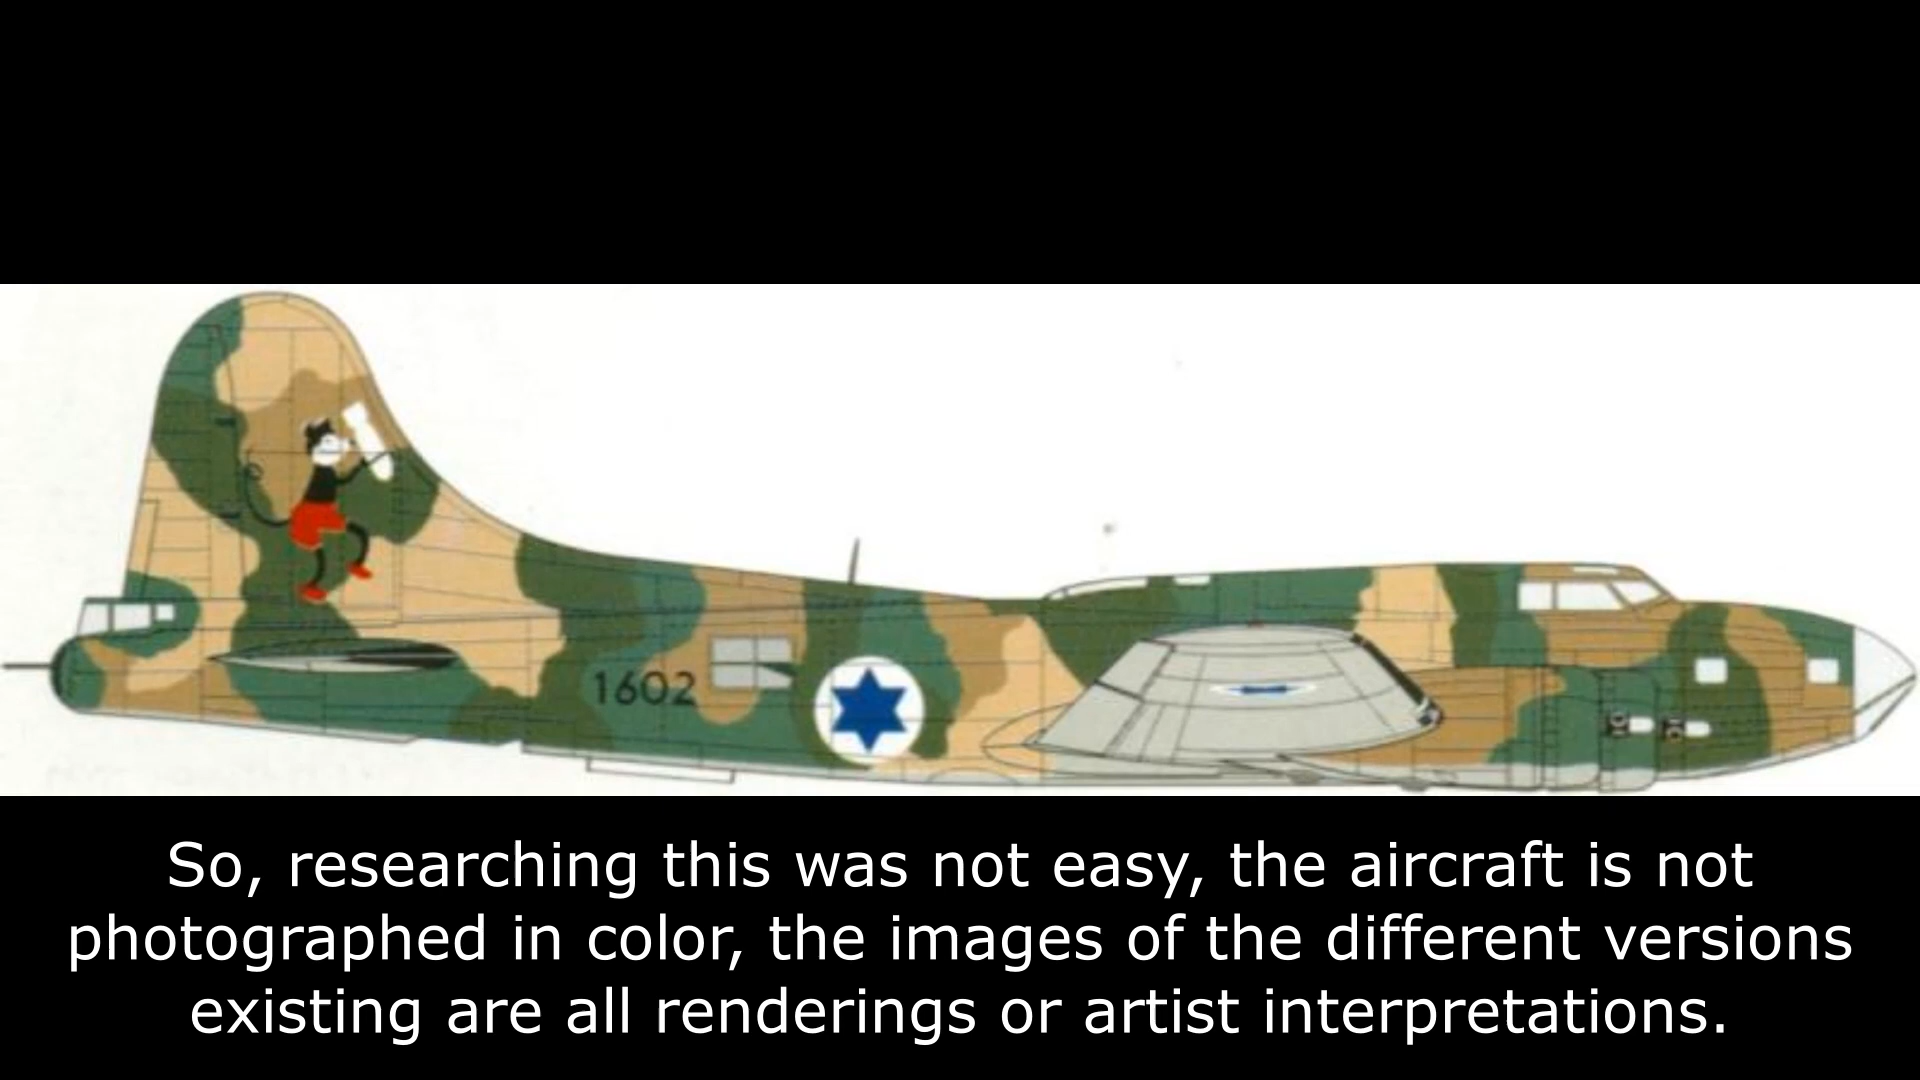 1602
So, researching this was not easy, the aircraft is not
photographed in color, the images of the different versions
existing are all renderings or artist interpretations.